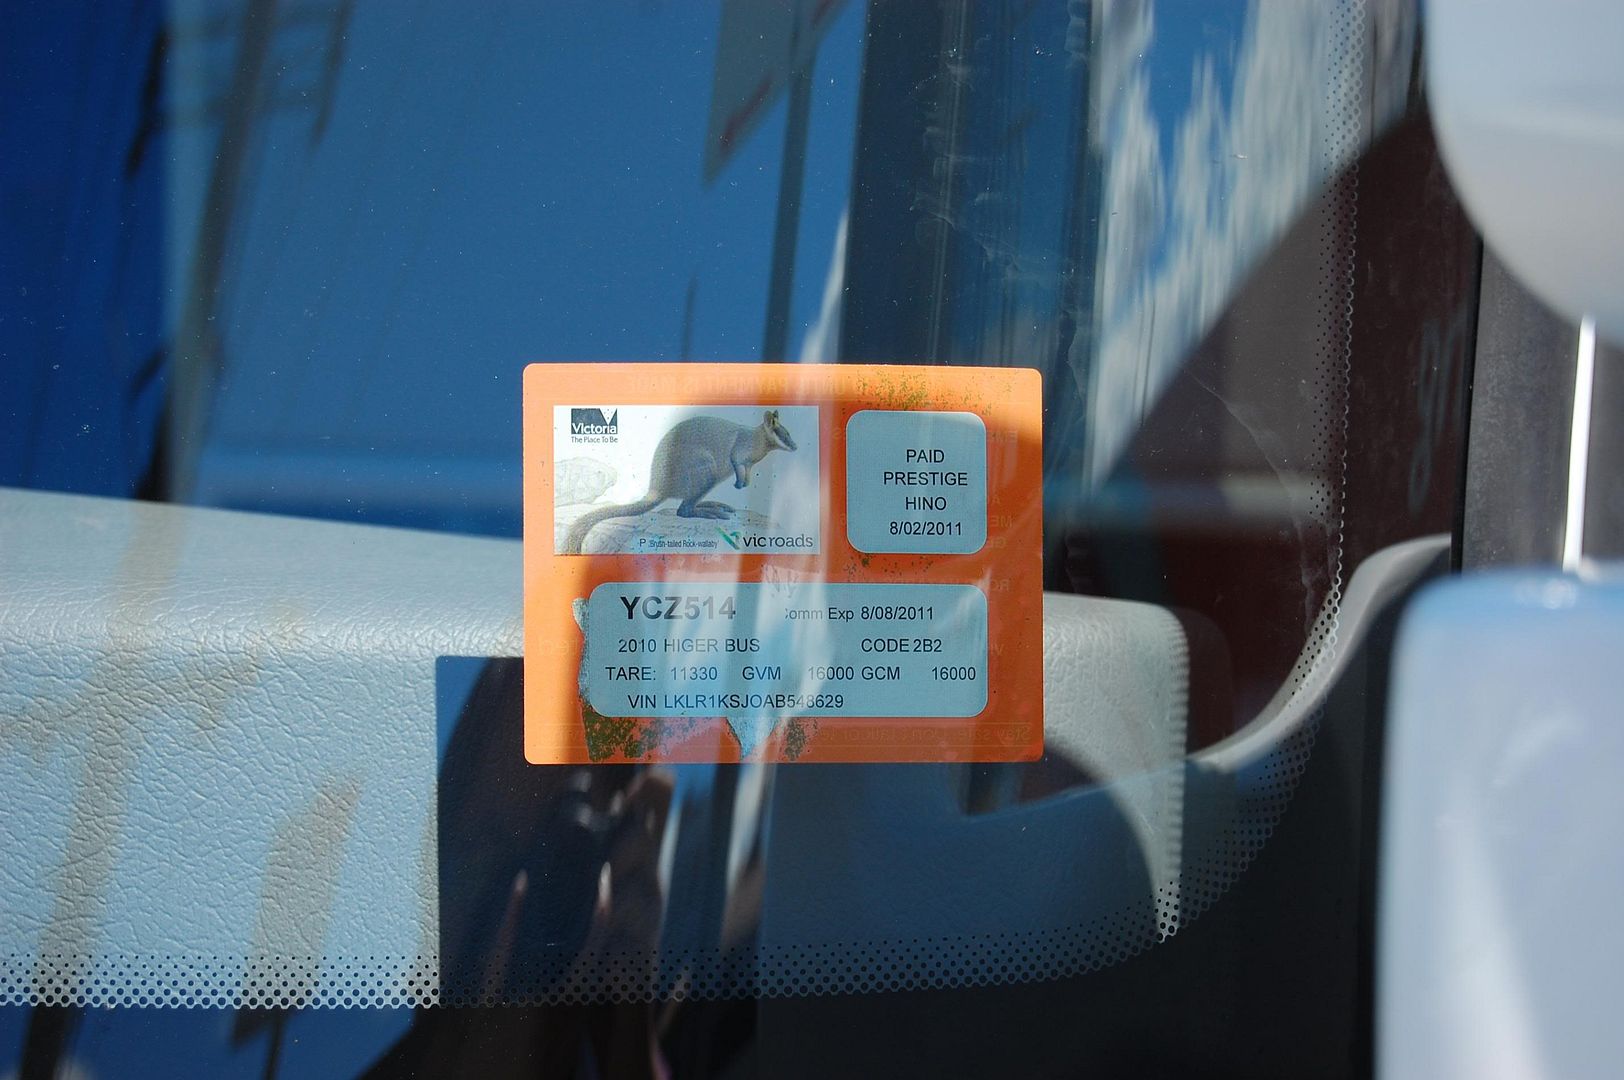 Victoria
The Place To Be
Brush-tailed Rock-wallaby
vicroads
PAID
PRESTIGE
HINO
8/02/2011
YCZ514 Comm Exp 8/08/2011
2010 HIGER BUS CODE 2B2
TARE: 11330 GVM 16000 GCM 16000
VIN LKLR1KSJOAB548629